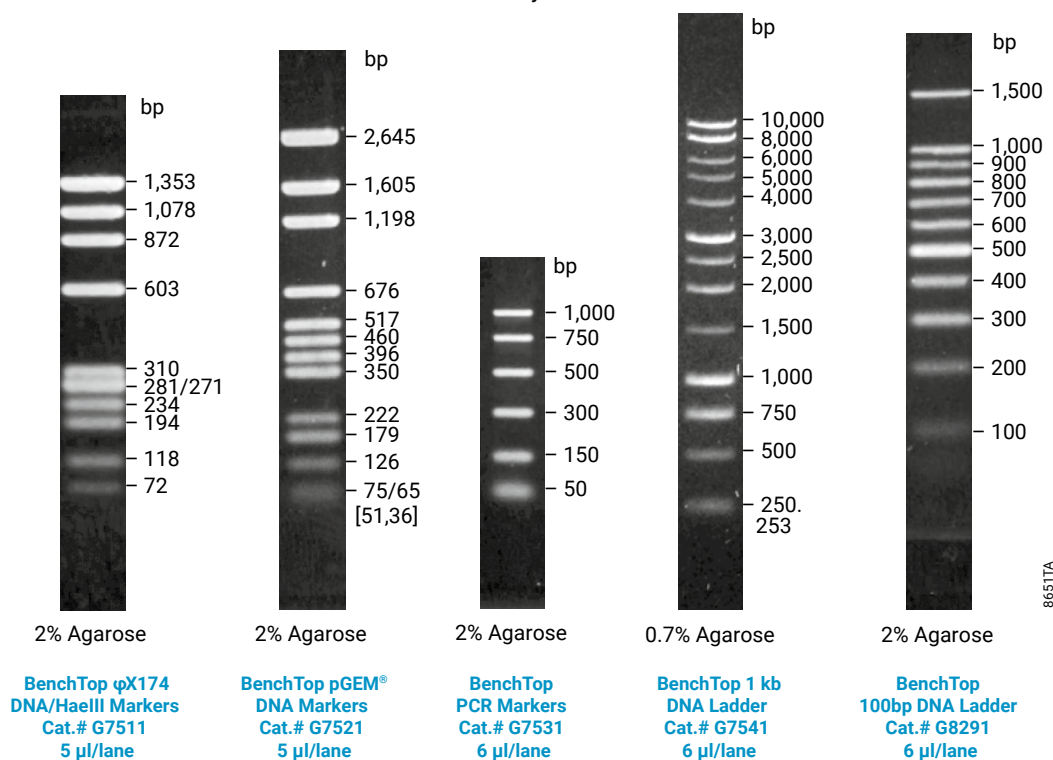 bp
1,353
1,078
872
603
310
281/271
234
194
118
72
2% Agarose
BenchTop φX174
DNA/HaeIII Markers
Cat.# G7511
5 µl/lane
bp
2,645
1,605
1,198
676
517
460
396
350
222
179
126
75/65
[51,36]
2% Agarose
BenchTop pGEM®
DNA Markers
Cat.# G7521
5 µl/lane
bp
1,000
750
500
300
150
50
2% Agarose
BenchTop
PCR Markers
Cat.# G7531
6 µl/lane
bp
10,000
8,000
6,000
5,000
4,000
3,000
2,500
2,000
1,500
1,000
750
500
250.
253
0.7% Agarose
BenchTop 1 kb
DNA Ladder
Cat.# G7541
6 µl/lane
bp
1,500
1,000
900
800
700
600
500
400
300
200
100
2% Agarose
BenchTop
100bp DNA Ladder
Cat.# G8291
6 µl/lane
8651TA